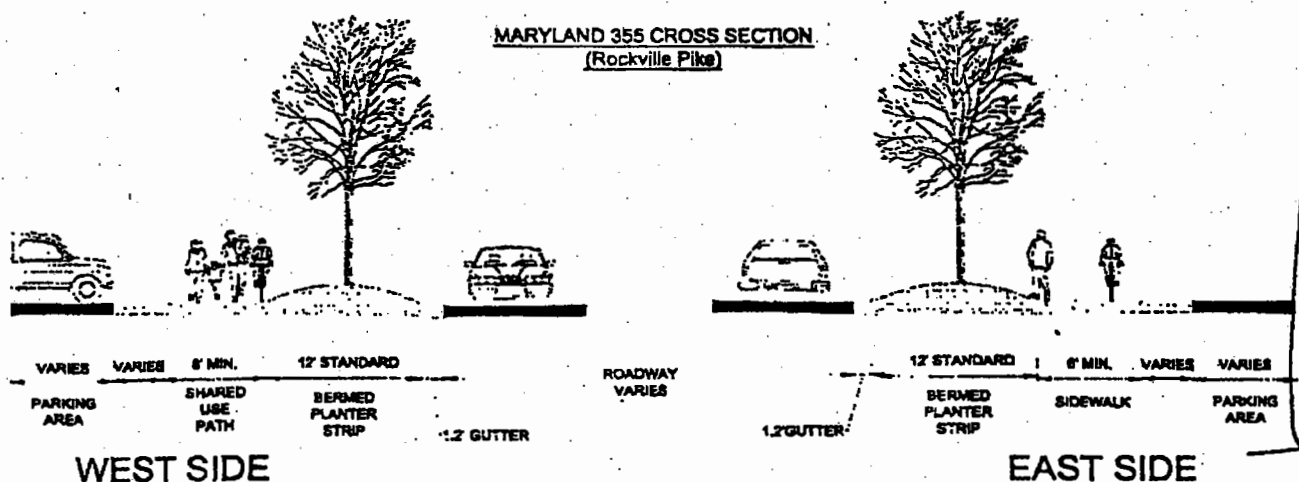 MARYLAND 355 CROSS SECTION
(Rockville Pike)
VARIES
PARKING
AREA
VARIES
8' MIN.
SHARED
USE
PATH
12' STANDARD
BERMED
PLANTER
STRIP
1.2' GUTTER
ROADWAY
VARIES
1.2'GUTTER
12' STANDARD
BERMED
PLANTER
STRIP
6' MIN.
SIDEWALK
VARIES
VARIES
PARKING
AREA
WEST SIDE
EAST SIDE